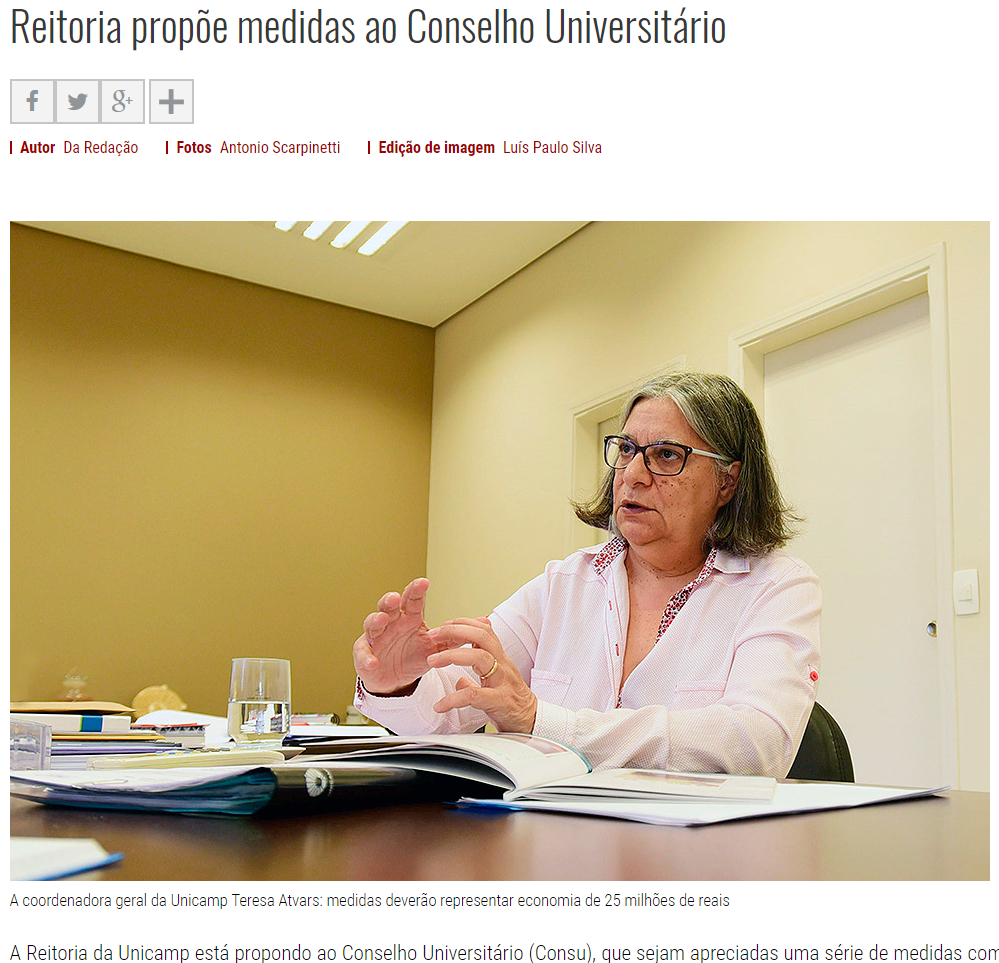 Reitoria propõe medidas ao Conselho Universitário
Autor Da Redação Fotos Antonio Scarpinetti Edição de imagem Luís Paulo Silva
A coordenadora geral da Unicamp Teresa Atvars: medidas deverão representar economia de 25 milhões de reais
A Reitoria da Unicamp está propondo ao Conselho Universitário (Consu), que sejam apreciadas uma série de medidas com